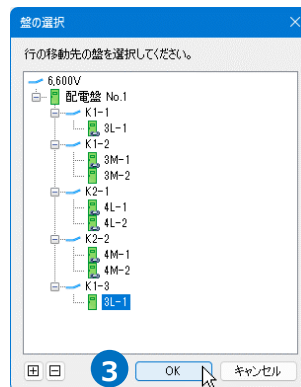 盤の選択
行の移動先の盤を選択してください。
6,600V
配電盤 No.1
K1-1
3L-1
K1-2
3M-1
3M-2
K2-1
4L-1
4L-2
K2-2
4M-1
4M-2
K1-3
3L-1
3 OK キャンセル